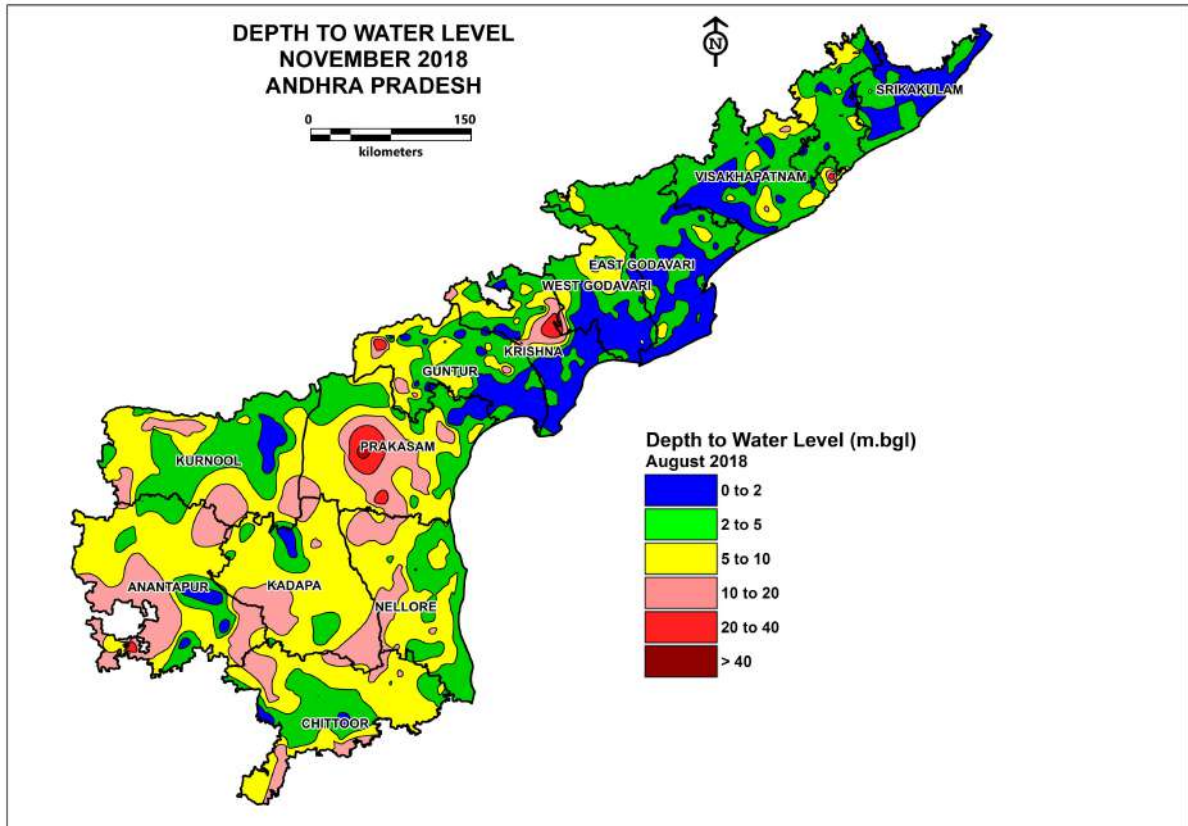 DEPTH TO WATER LEVEL
NOVEMBER 2018
ANDHRA PRADESH
N
0 150
kilometers
SRIKAKULAM
VISAKHAPATNAM
EAST GODAVARI
WEST GODAVARI
KRISHNA
GUNTUR
PRAKASAM
KURNOOL
ANANTAPUR
KADAPA
NELLORE
CHITTOOR
Depth to Water Level (m.bgl)
August 2018
0 to 2
2 to 5
5 to 10
10 to 20
20 to 40
> 40